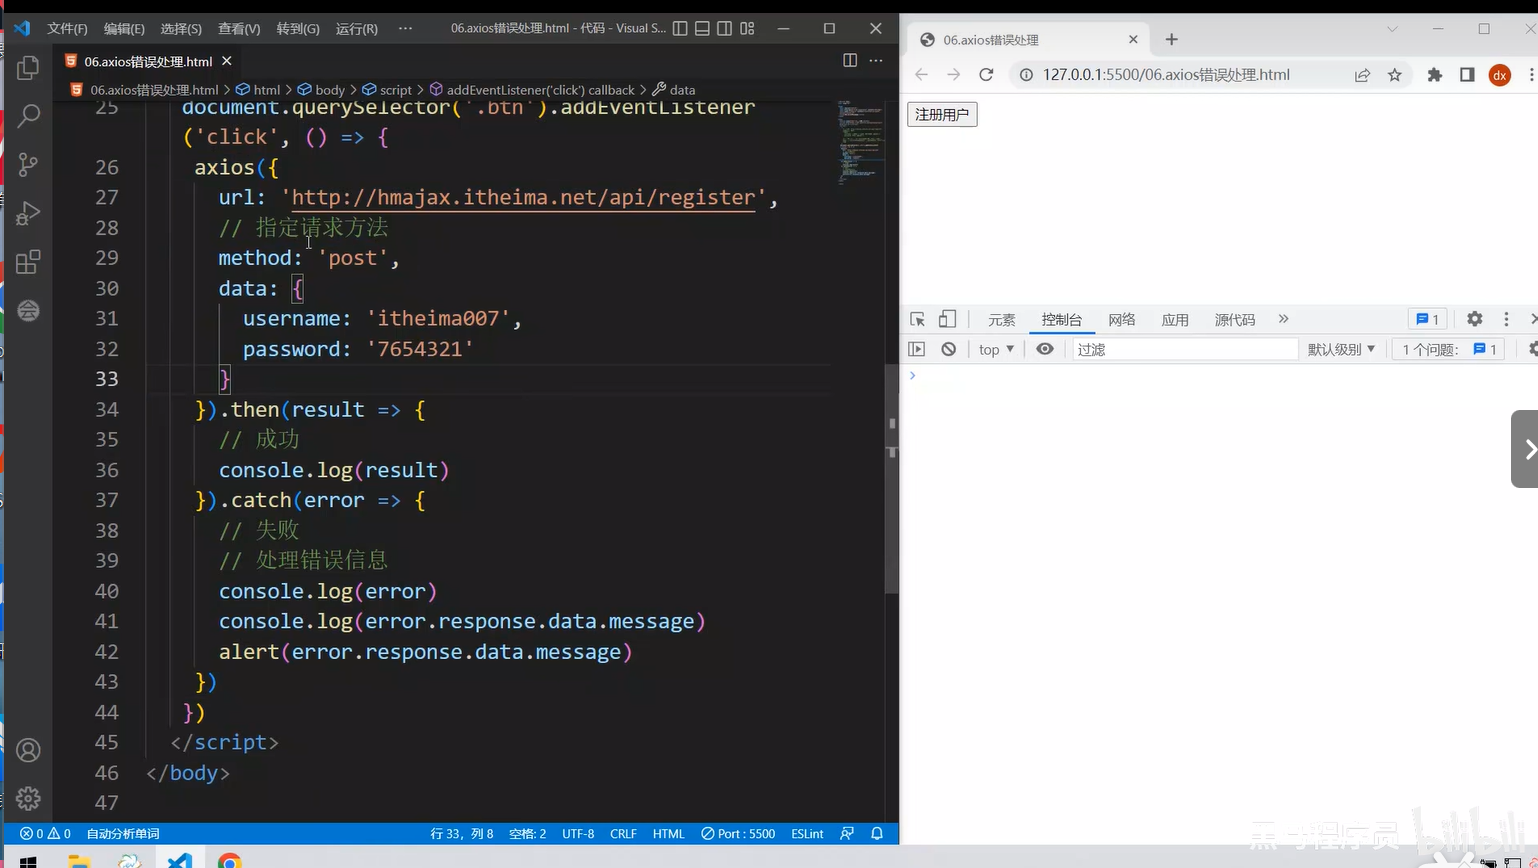 文件(F) 编辑(E) 选择(S) 查看(V) 转到(G) 运行(R) ··· 06.axios错误处理.html - 代码 - Visual S...
06.axios错误处理.html
06.axios错误处理.html > html > body > script > addEventListener('click') callback > data
25 document.querySelector('.btn').addEventListener
('click', () => {
26 axios({
27 url: 'http://hmajax.itheima.net/api/register',
28 // 指定请求方法
29 method: 'post',
30 data: {
31 username: 'itheima007',
32 password: '7654321'
33 }
34 }).then(result => {
35 // 成功
36 console.log(result)
37 }).catch(error => {
38 // 失败
39 // 处理错误信息
40 console.log(error)
41 console.log(error.response.data.message)
42 alert(error.response.data.message)
43 })
44 })
45 </script>
46 </body>
47
0 0 自动分析单词 行 33，列 8 空格: 2 UTF-8 CRLF HTML Port : 5500 ESLint
06.axios错误处理
127.0.0.1:5500/06.axios错误处理.html
dx
注册用户
元素 控制台 网络 应用 源代码 » 1
top 过滤 默认级别 1 个问题: 1
黑马程序员 bilibili